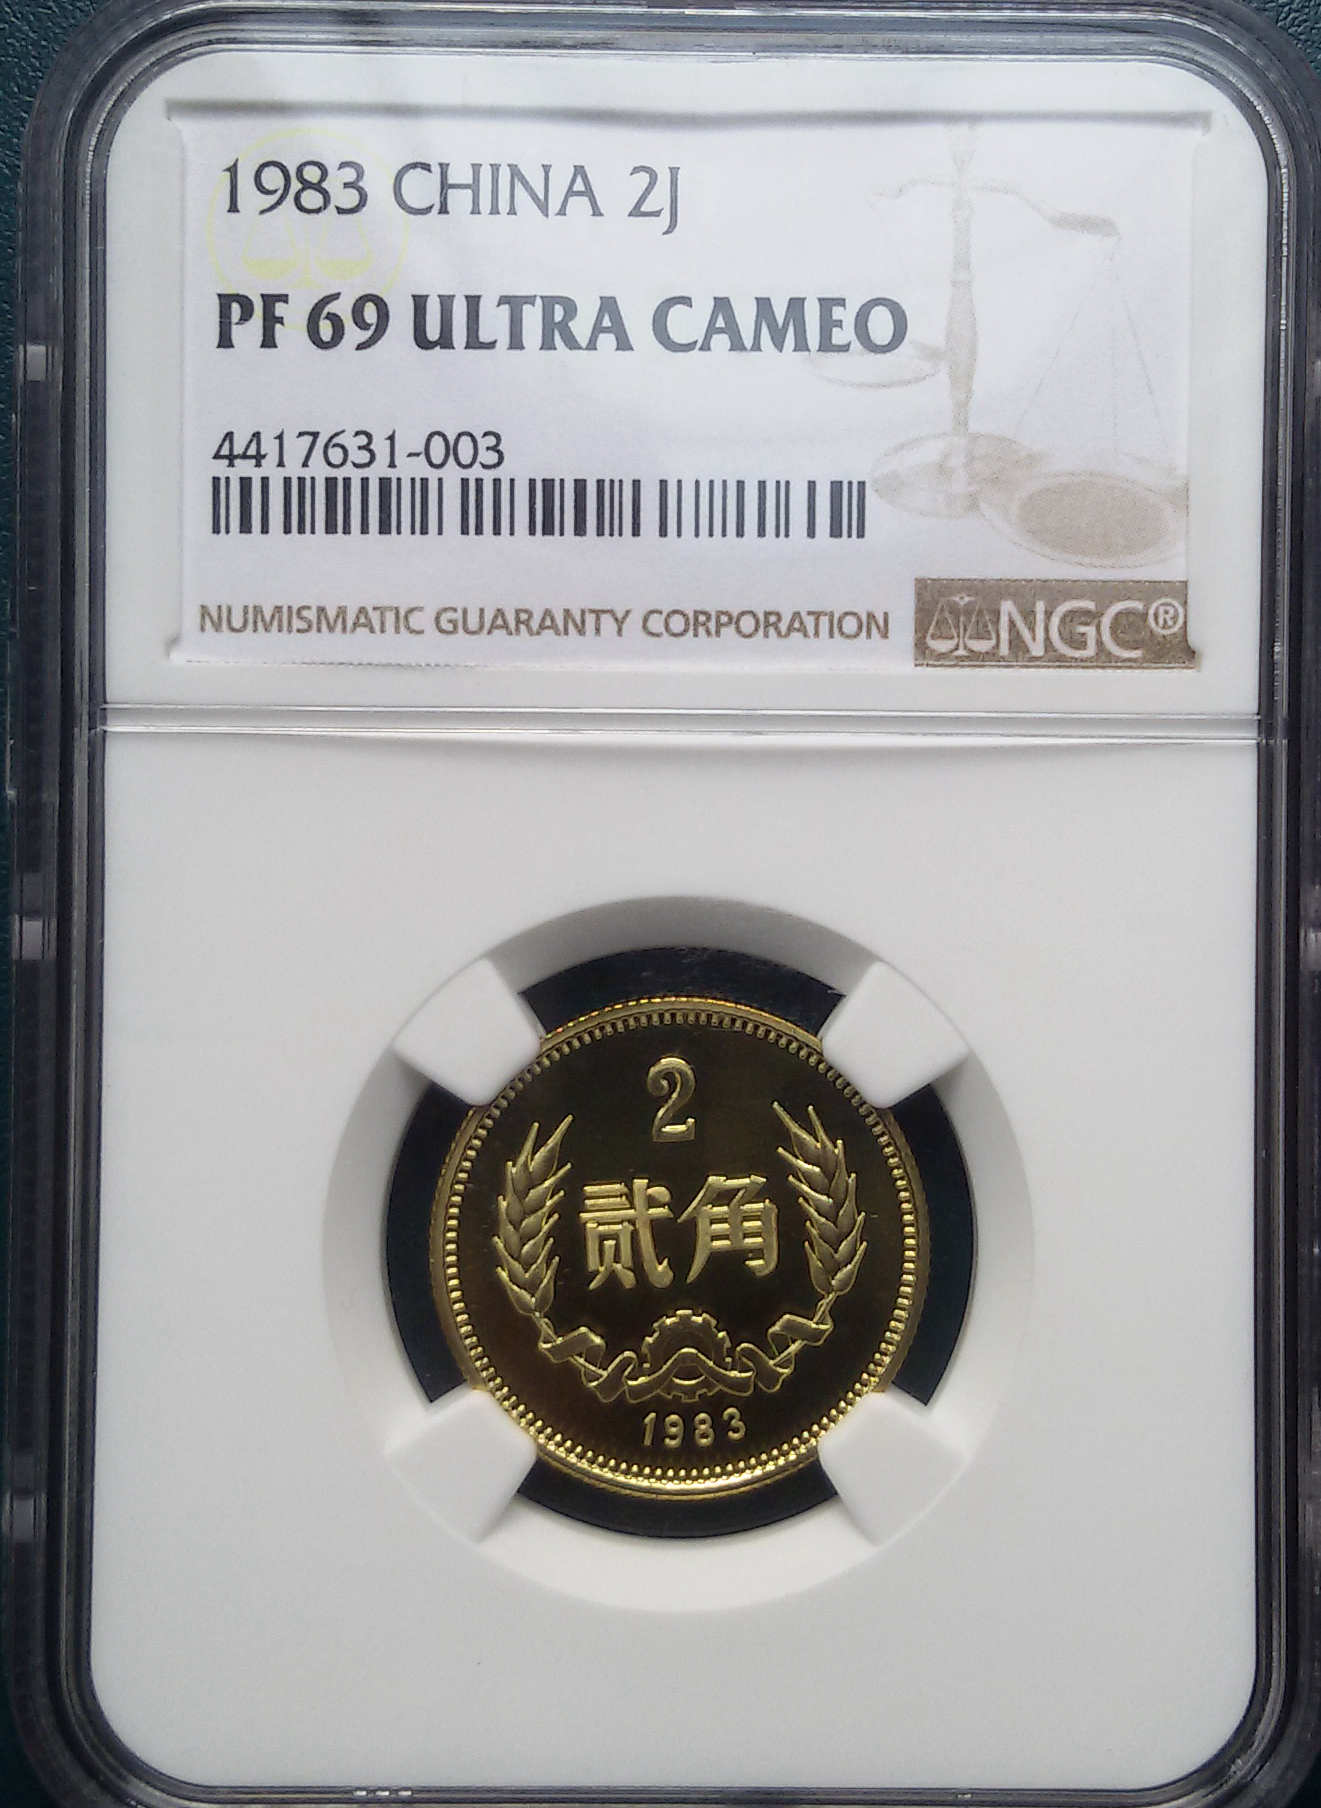 1983 CHINA 2J
PF 69 ULTRA CAMEO
4417631-003
NUMISMATIC GUARANTY CORPORATION
NGC®
2
贰角
1983